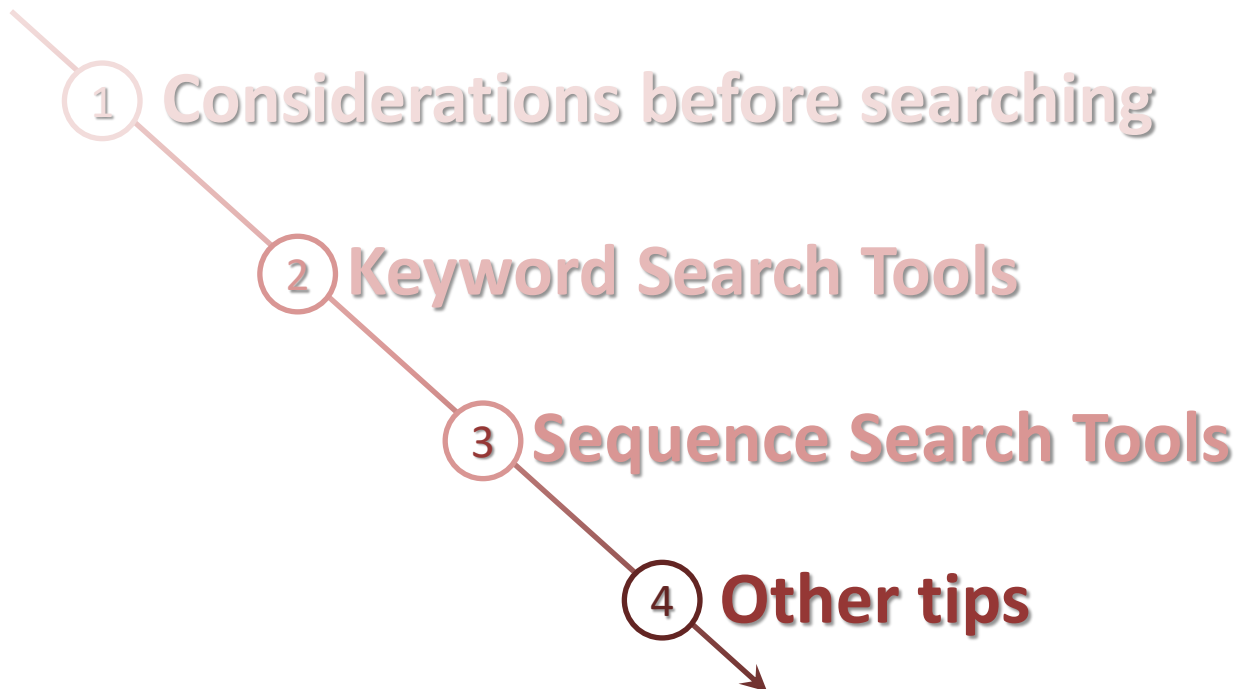 1 Considerations before searching
2 Keyword Search Tools
3 Sequence Search Tools
4 Other tips